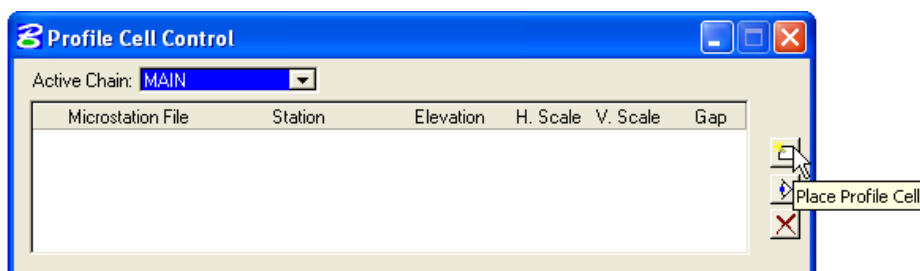 Profile Cell Control
Active Chain: MAIN
Microstation File Station Elevation H. Scale V. Scale Gap
Place Profile Cell